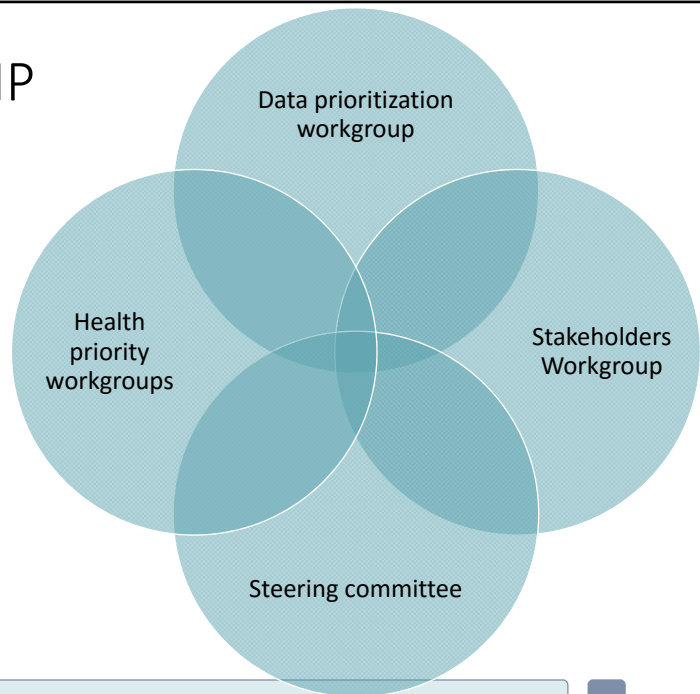 IP
Data prioritization
workgroup
Health
priority
workgroups
Stakeholders
Workgroup
Steering committee